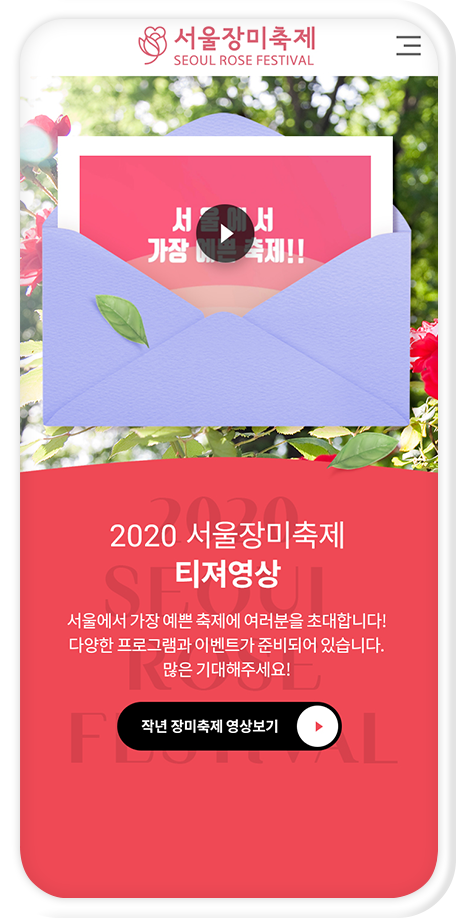 서울장미축제
SEOUL ROSE FESTIVAL
서울에서
가장 예쁜 축제!!
2020
SEOUL
ROSE
FESTIVAL
2020 서울장미축제
티져영상
서울에서 가장 예쁜 축제에 여러분을 초대합니다!
다양한 프로그램과 이벤트가 준비되어 있습니다.
많은 기대해주세요!
작년 장미축제 영상보기